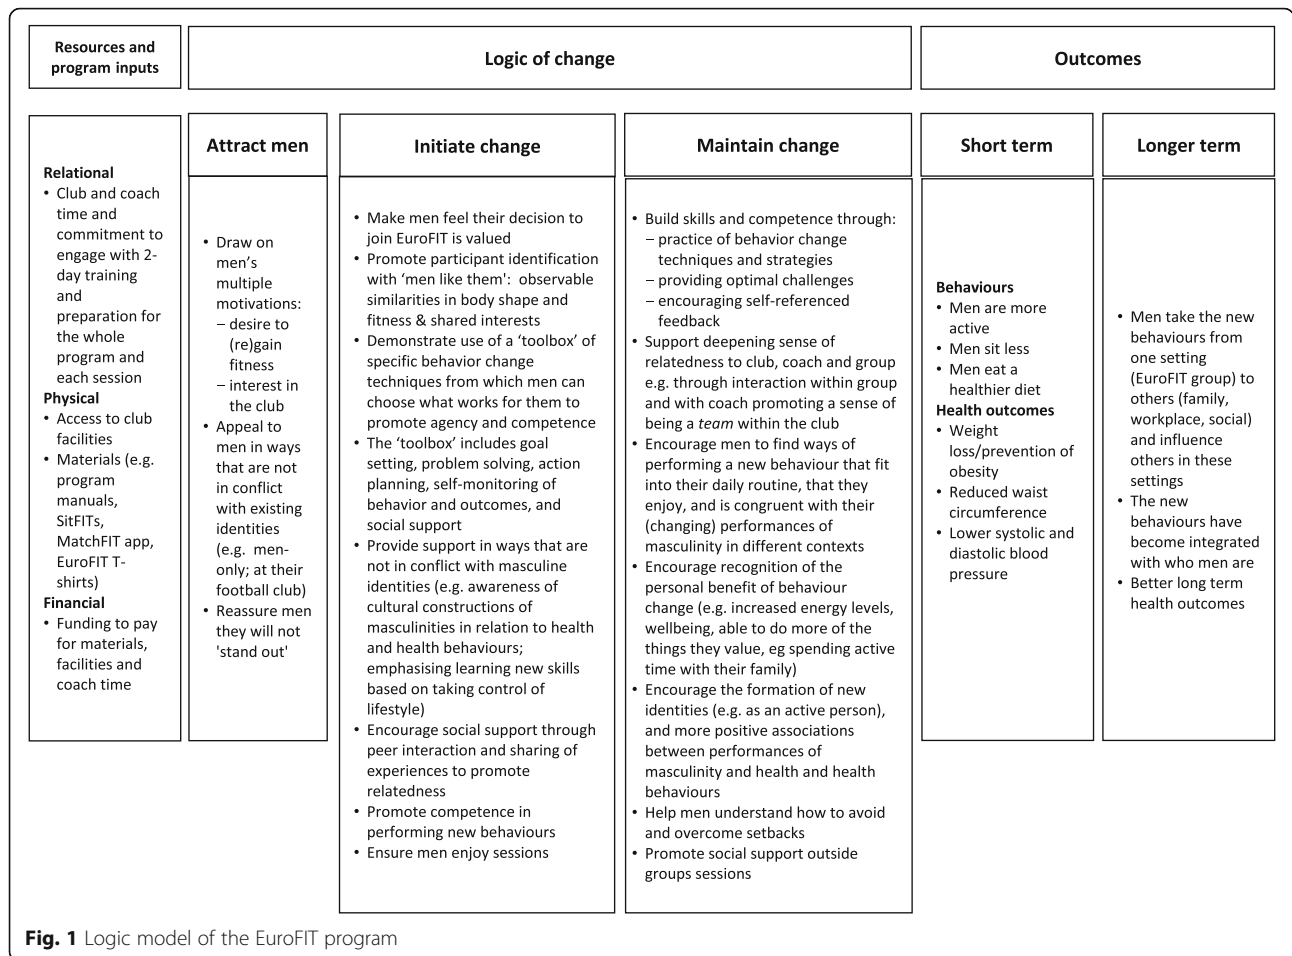 Resources and
program inputs
Logic of change
Outcomes
Relational
• Club and coach
time and
commitment to
engage with 2-
day training
and
preparation for
the whole
program and
each session
Physical
• Access to club
facilities
• Materials (e.g.
program
manuals,
SitFITs,
MatchFIT app,
EuroFIT T-
shirts)
Financial
• Funding to pay
for materials,
facilities and
coach time
Attract men
• Draw on
men's
multiple
motivations:
– desire to
(re)gain
fitness
– interest in
the club
• Appeal to
men in ways
that are not
in conflict
with existing
identities
(e.g. men-
only; at their
football club)
• Reassure men
they will not
'stand out'
Initiate change
• Make men feel their decision to
join EuroFIT is valued
• Promote participant identification
with 'men like them': observable
similarities in body shape and
fitness & shared interests
• Demonstrate use of a 'toolbox' of
specific behavior change
techniques from which men can
choose what works for them to
promote agency and competence
• The 'toolbox' includes goal
setting, problem solving, action
planning, self-monitoring of
behavior and outcomes, and
social support
• Provide support in ways that are
not in conflict with masculine
identities (e.g. awareness of
cultural constructions of
masculinities in relation to health
and health behaviours;
emphasising learning new skills
based on taking control of
lifestyle)
• Encourage social support through
peer interaction and sharing of
experiences to promote
relatedness
• Promote competence in
performing new behaviours
• Ensure men enjoy sessions
Maintain change
• Build skills and competence through:
– practice of behavior change
techniques and strategies
– providing optimal challenges
– encouraging self-referenced
feedback
• Support deepening sense of
relatedness to club, coach and group
e.g. through interaction within group
and with coach promoting a sense of
being a team within the club
• Encourage men to find ways of
performing a new behaviour that fit
into their daily routine, that they
enjoy, and is congruent with their
(changing) performances of
masculinity in different contexts
• Encourage recognition of the
personal benefit of behaviour
change (e.g. increased energy levels,
wellbeing, able to do more of the
things they value, eg spending active
time with their family)
• Encourage the formation of new
identities (e.g. as an active person),
and more positive associations
between performances of
masculinity and health and health
behaviours
• Help men understand how to avoid
and overcome setbacks
• Promote social support outside
groups sessions
Short term
Behaviours
• Men are more
active
• Men sit less
• Men eat a
healthier diet
Health outcomes
• Weight
loss/prevention of
obesity
• Reduced waist
circumference
• Lower systolic and
diastolic blood
pressure
Longer term
• Men take the new
behaviours from
one setting
(EuroFIT group) to
others (family,
workplace, social)
and influence
others in these
settings
• The new
behaviours have
become integrated
with who men are
• Better long term
health outcomes
Fig. 1 Logic model of the EuroFIT program